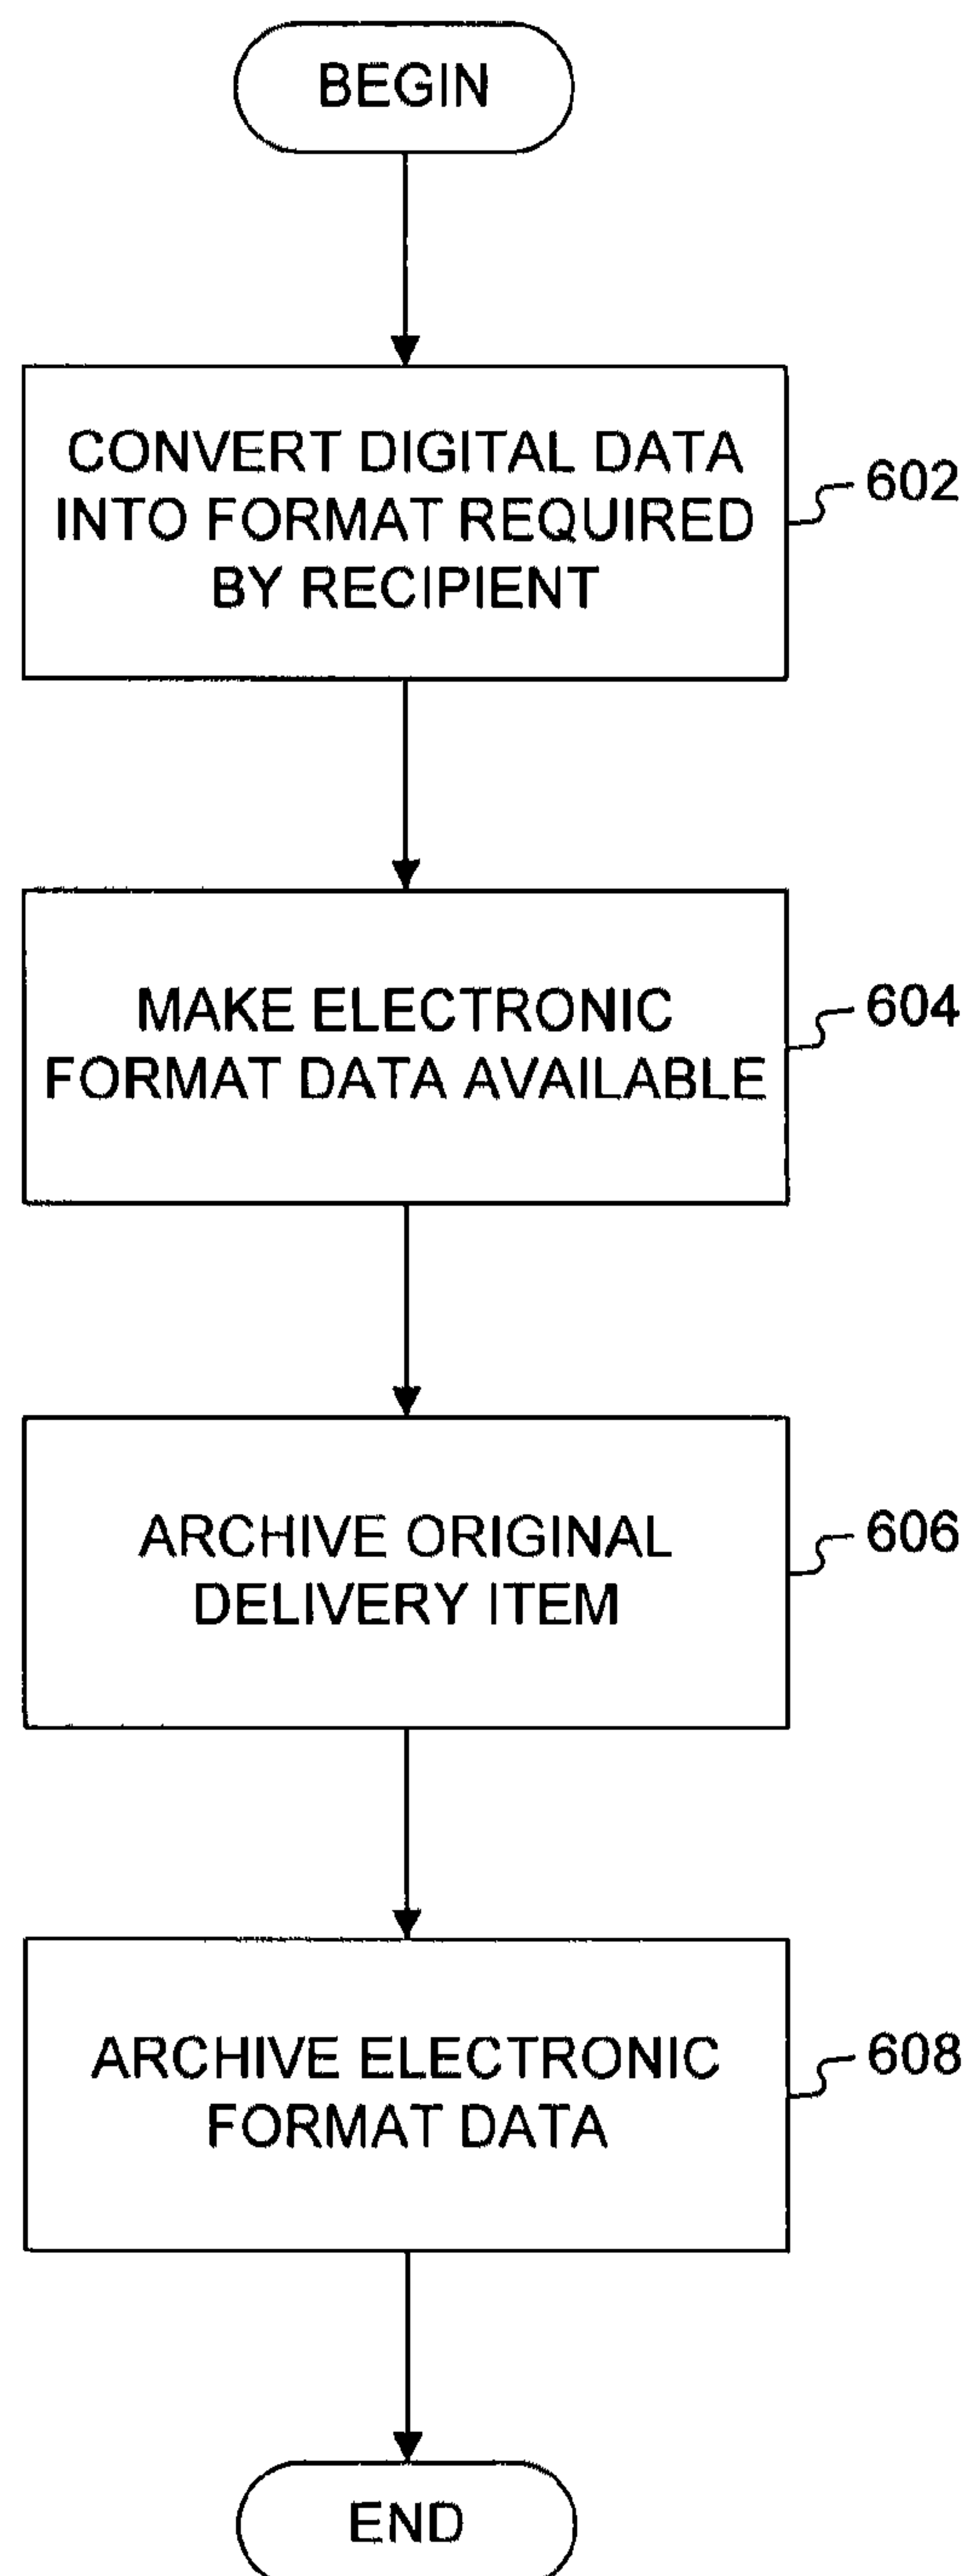 BEGIN
CONVERT DIGITAL DATA
INTO FORMAT REQUIRED
BY RECIPIENT
602
MAKE ELECTRONIC
FORMAT DATA AVAILABLE
604
ARCHIVE ORIGINAL
DELIVERY ITEM
606
ARCHIVE ELECTRONIC
FORMAT DATA
608
END